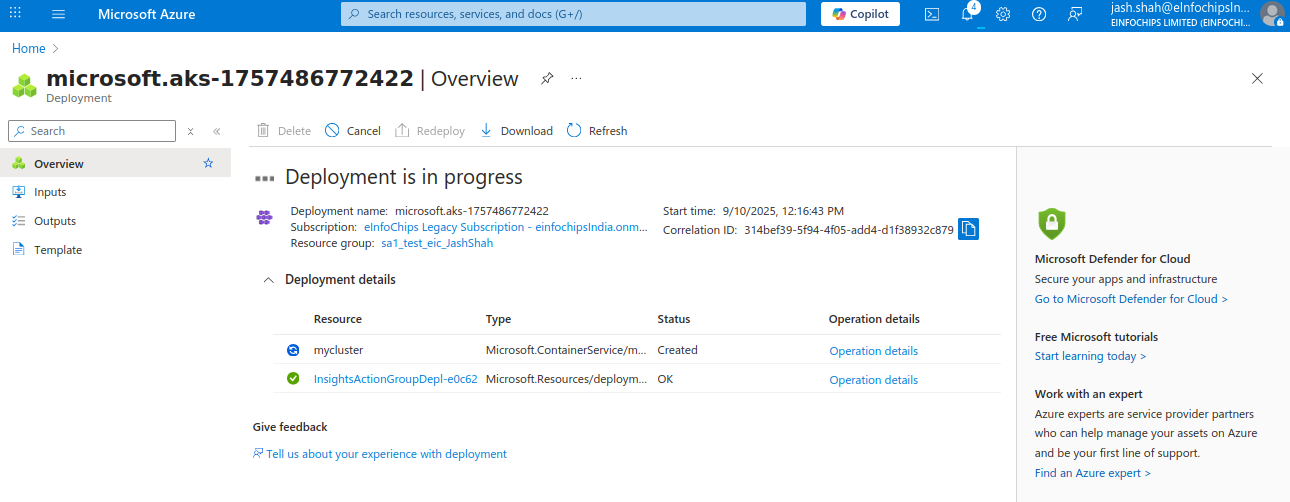 Microsoft Azure
Search resources, services, and docs (G+/)
Copilot
4
jash.shah@eInfochipsIn...
EINFOCHIPS LIMITED (EINFOCHI...
Home >
microsoft.aks-1757486772422 | Overview
Deployment
Search
Overview
Inputs
Outputs
Template
Delete Cancel Redeploy Download Refresh
Deployment is in progress
Deployment name: microsoft.aks-1757486772422
Subscription: eInfoChips Legacy Subscription - einfochipsIndia.onm...
Resource group: sa1_test_eic_JashShah
Start time: 9/10/2025, 12:16:43 PM
Correlation ID: 314bef39-5f94-4f05-add4-d1f38932c879
Deployment details
Resource Type Status Operation details
mycluster Microsoft.ContainerService/m... Created Operation details
InsightsActionGroupDepl-e0c62 Microsoft.Resources/deploym... OK Operation details
Give feedback
Tell us about your experience with deployment
Microsoft Defender for Cloud
Secure your apps and infrastructure
Go to Microsoft Defender for Cloud >
Free Microsoft tutorials
Start learning today >
Work with an expert
Azure experts are service provider partners
who can help manage your assets on Azure
and be your first line of support.
Find an Azure expert >